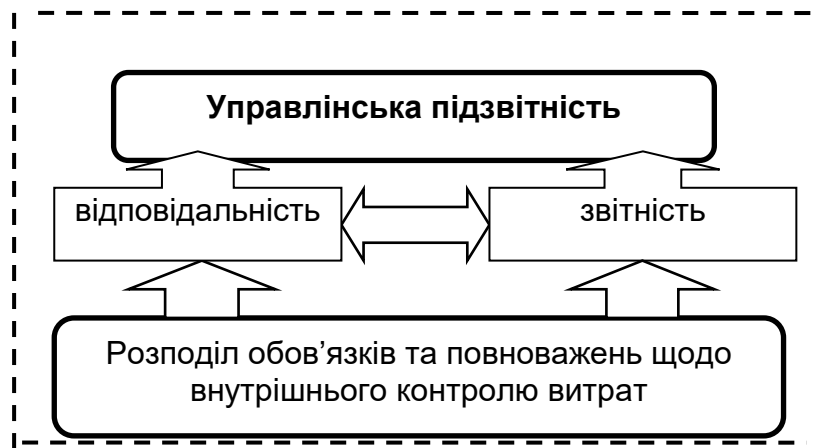 Управлінська підзвітність
відповідальність
звітність
Розподіл обов’язків та повноважень щодо
внутрішнього контролю витрат